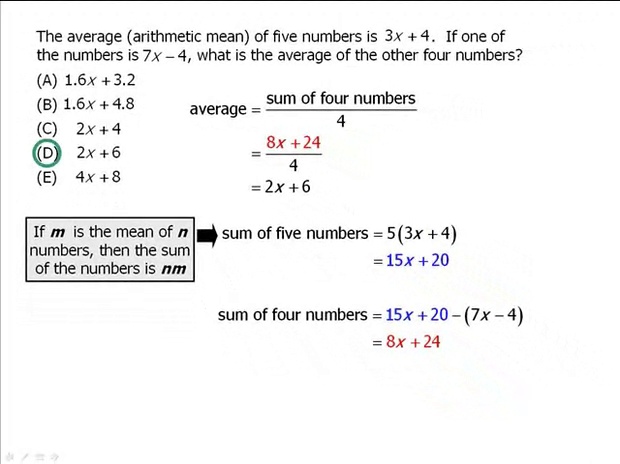 The average (arithmetic mean) of five numbers is 3x + 4. If one of
the numbers is 7x – 4, what is the average of the other four numbers?
(A) 1.6x + 3.2
(B) 1.6x + 4.8
(C) 2x + 4
(D) 2x + 6
(E) 4x + 8
average = sum of four numbers / 4
= 8x + 24 / 4
= 2x + 6
If m is the mean of n
numbers, then the sum
of the numbers is nm
sum of five numbers = 5(3x + 4)
= 15x + 20
sum of four numbers = 15x + 20 – (7x – 4)
= 8x + 24